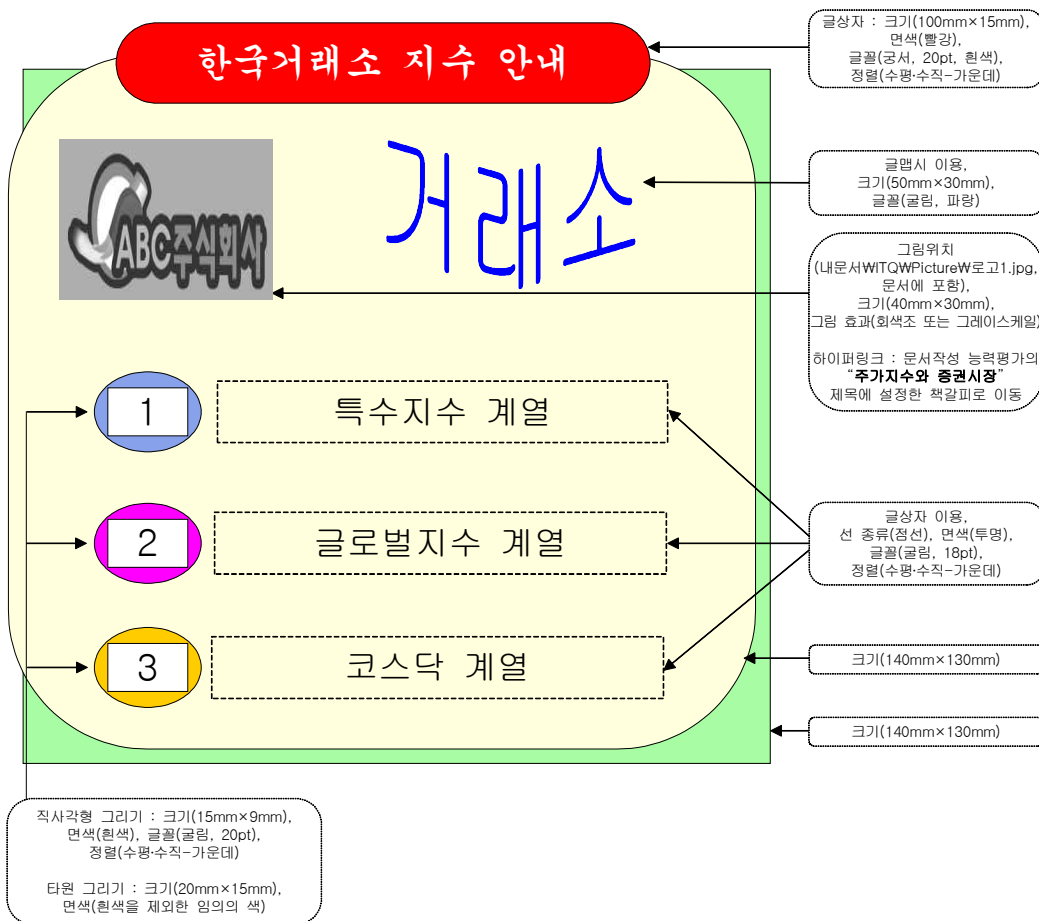 한국거래소 지수 안내
글상자 : 크기(100mm×15mm),
면색(빨강),
글꼴(궁서, 20pt, 흰색),
정렬(수평·수직-가운데)
ABC주식회사
거래소
글맵시 이용,
크기(50mm×30mm),
글꼴(굴림, 파랑)
그림위치
(내문서₩ITQ₩Picture₩로고1.jpg,
문서에 포함),
크기(40mm×30mm),
그림 효과(회색조 또는 그레이스케일)
하이퍼링크 : 문서작성 능력평가의
“주가지수와 증권시장”
제목에 설정한 책갈피로 이동
1
특수지수 계열
2
글로벌지수 계열
3
코스닥 계열
글상자 이용,
선 종류(점선), 면색(투명),
글꼴(굴림, 18pt),
정렬(수평·수직-가운데)
크기(140mm×130mm)
크기(140mm×130mm)
직사각형 그리기 : 크기(15mm×9mm),
면색(흰색), 글꼴(굴림, 20pt),
정렬(수평·수직-가운데)
타원 그리기 : 크기(20mm×15mm),
면색(흰색을 제외한 임의의 색)